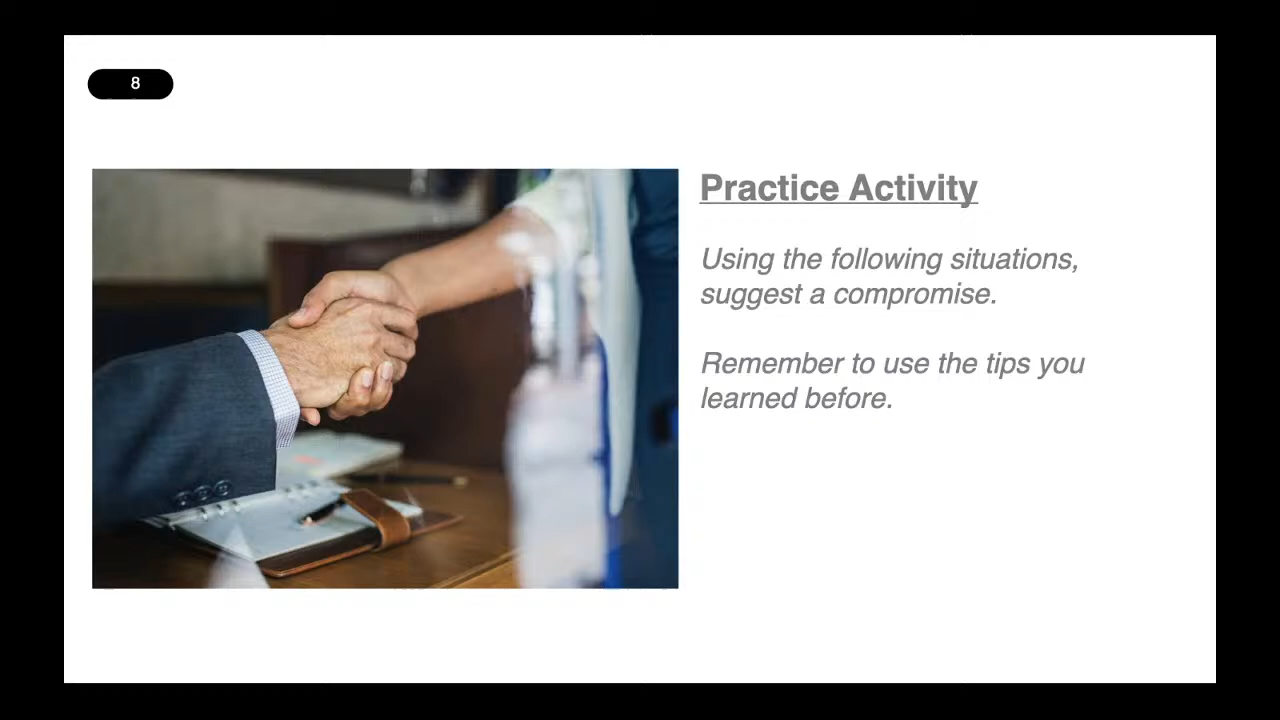 8
Practice Activity
Using the following situations,
suggest a compromise.
Remember to use the tips you
learned before.